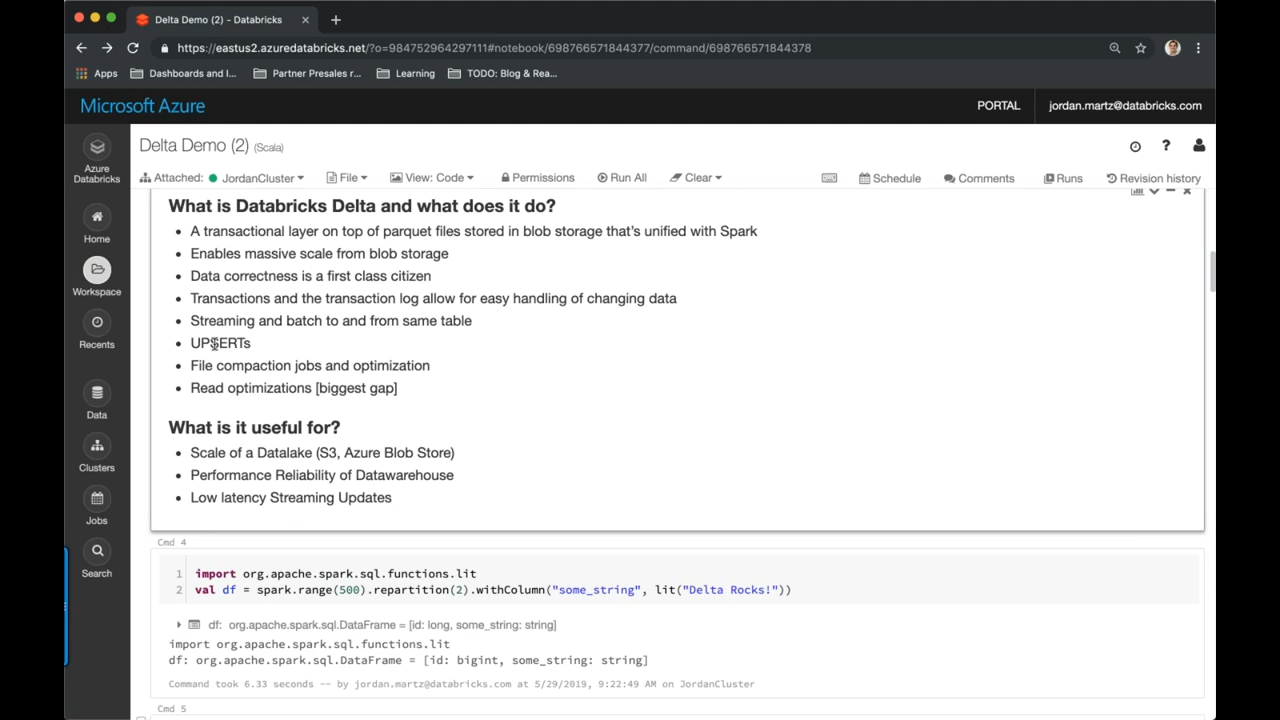 Delta Demo (2) - Databricks
https://eastus2.azuredatabricks.net/?o=984752964297111#notebook/698766571844377/command/698766571844378
Apps Dashboards and I... Partner Presales r... Learning TODO: Blog & Rea...
Microsoft Azure PORTAL jordan.martz@databricks.com
Azure
Databricks
Home
Workspace
Recents
Data
Clusters
Jobs
Search
Delta Demo (2) (Scala)
Attached: JordanCluster File View: Code Permissions Run All Clear Schedule Comments Runs Revision history
What is Databricks Delta and what does it do?
• A transactional layer on top of parquet files stored in blob storage that's unified with Spark
• Enables massive scale from blob storage
• Data correctness is a first class citizen
• Transactions and the transaction log allow for easy handling of changing data
• Streaming and batch to and from same table
• UPSERTs
• File compaction jobs and optimization
• Read optimizations [biggest gap]
What is it useful for?
• Scale of a Datalake (S3, Azure Blob Store)
• Performance Reliability of Datawarehouse
• Low latency Streaming Updates
Cmd 4
1 import org.apache.spark.sql.functions.lit
2 val df = spark.range(500).repartition(2).withColumn("some_string", lit("Delta Rocks!"))
df: org.apache.spark.sql.DataFrame = [id: long, some_string: string]
import org.apache.spark.sql.functions.lit
df: org.apache.spark.sql.DataFrame = [id: bigint, some_string: string]
Command took 6.33 seconds -- by jordan.martz@databricks.com at 5/29/2019, 9:22:49 AM on JordanCluster
Cmd 5